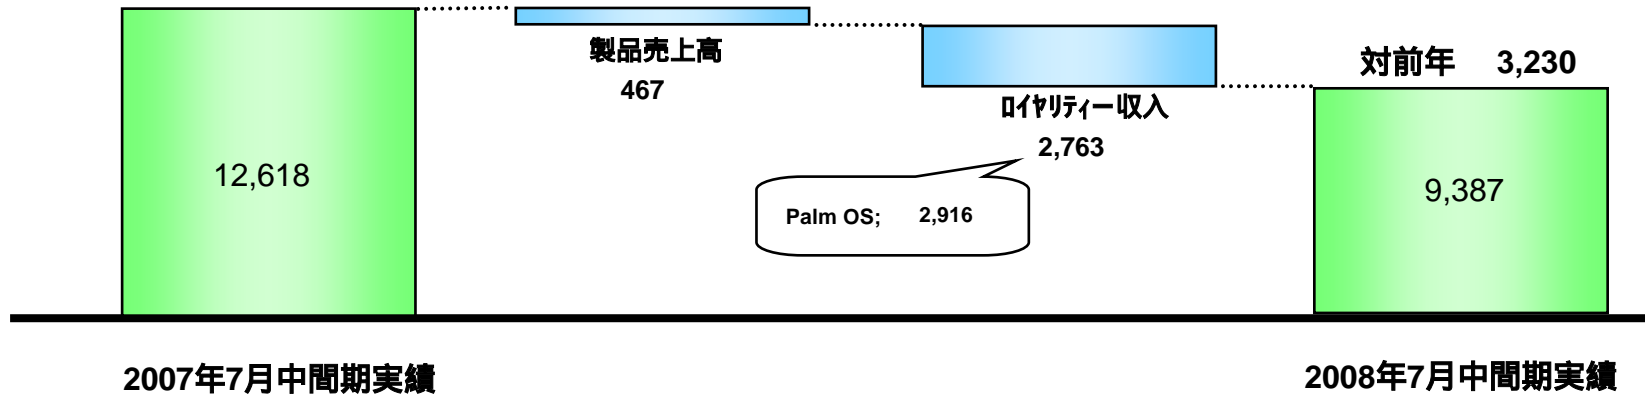 製品売上高
467
対前年 3,230
ロイヤリティー収入
2,763
12,618
9,387
Palm OS; 2,916
2007年7月中間期実績
2008年7月中間期実績